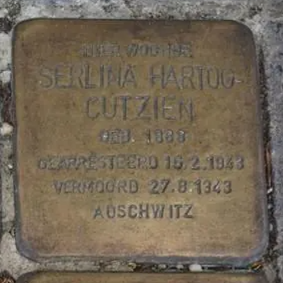 HIER WOONDE
SERLINA HARTOG-
CUTZIEN
GEB. 1888
GEARRESTEERD 16.2.1943
VERMOORD 27.8.1943
AUSCHWITZ